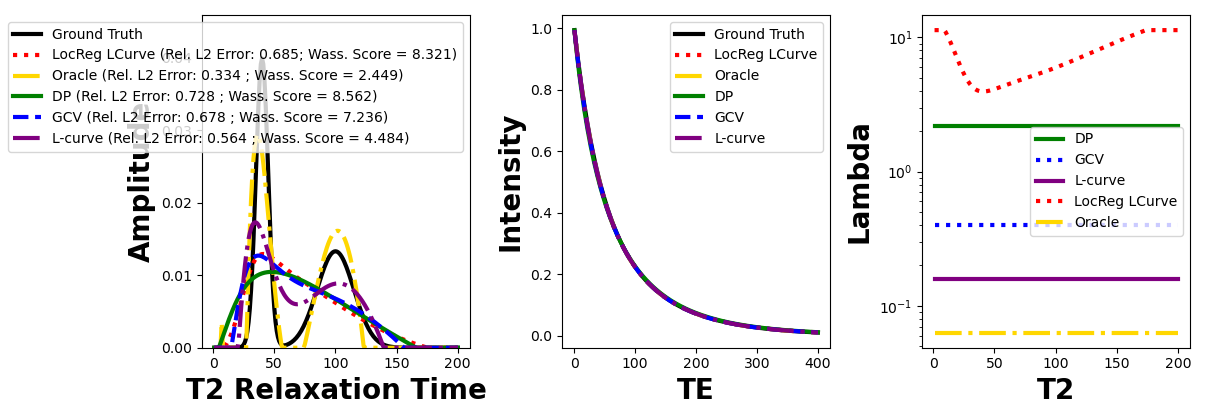 Ground Truth
LocReg LCurve (Rel. L2 Error: 0.685; Wass. Score = 8.321)
Oracle (Rel. L2 Error: 0.334 ; Wass. Score = 2.449)
DP (Rel. L2 Error: 0.728 ; Wass. Score = 8.562)
GCV (Rel. L2 Error: 0.678 ; Wass. Score = 7.236)
L-curve (Rel. L2 Error: 0.564 ; Wass. Score = 4.484)
Amplitude
0.04
0.03
0.02
0.01
0.00
0 50 100 150 200
T2 Relaxation Time
Ground Truth
LocReg LCurve
Oracle
DP
GCV
L-curve
Intensity
1.0
0.8
0.6
0.4
0.2
0.0
0 100 200 300 400
TE
DP
GCV
L-curve
LocReg LCurve
Oracle
Lambda
10¹
10⁰
10⁻¹
0 50 100 150 200
T2